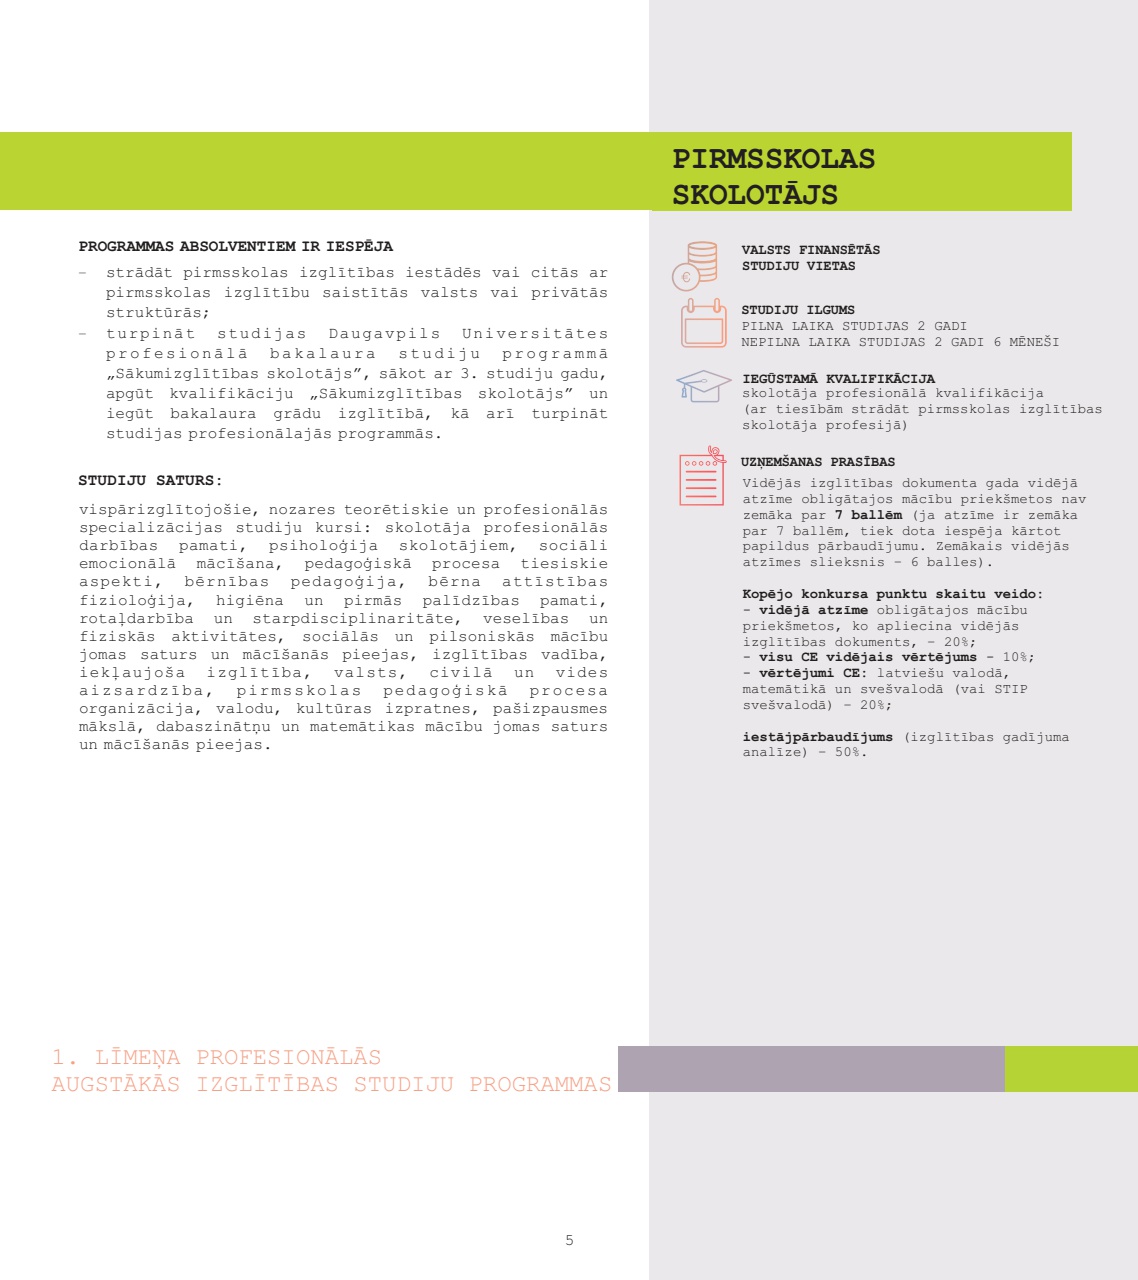 PIRMSSKOLAS
SKOLOTĀJS
PROGRAMMAS ABSOLVENTIEM IR IESPĒJA
– strādāt pirmsskolas izglītības iestādēs vai citās ar
pirmsskolas izglītību saistītās valsts vai privātās
struktūrās;
– turpināt studijas Daugavpils Universitātes
profesionālā bakalaura studiju programmā
„Sākumizglītības skolotājs”, sākot ar 3. studiju gadu,
apgūt kvalifikāciju „Sākumizglītības skolotājs” un
iegūt bakalaura grādu izglītībā, kā arī turpināt
studijas profesionālajās programmās.
STUDIJU SATURS:
vispārizglītojošie, nozares teorētiskie un profesionālās
specializācijas studiju kursi: skolotāja profesionālās
darbības pamati, psiholoģija skolotājiem, sociāli
emocionālā mācīšana, pedagoģiskā procesa tiesiskie
aspekti, bērnības pedagoģija, bērna attīstības
fizioloģija, higiēna un pirmās palīdzības pamati,
rotaļdarbība un starpdisciplinaritāte, veselības un
fiziskās aktivitātes, sociālās un pilsoniskās mācību
jomas saturs un mācīšanās pieejas, izglītības vadība,
iekļaujoša izglītība, valsts, civilā un vides
aizsardzība, pirmsskolas pedagoģiskā procesa
organizācija, valodu, kultūras izpratnes, pašizpausmes
mākslā, dabaszinātņu un matemātikas mācību jomas saturs
un mācīšanās pieejas.
VALSTS FINANSĒTĀS
STUDIJU VIETAS
STUDIJU ILGUMS
PILNA LAIKA STUDIJAS 2 GADI
NEPILNA LAIKA STUDIJAS 2 GADI 6 MĒNEŠI
IEGŪSTAMĀ KVALIFIKĀCIJA
skolotāja profesionālā kvalifikācija
(ar tiesībām strādāt pirmsskolas izglītības
skolotāja profesijā)
UZŅEMŠANAS PRASĪBAS
Vidējās izglītības dokumenta gada vidējā
atzīme obligātajos mācību priekšmetos nav
zemāka par 7 ballēm (ja atzīme ir zemāka
par 7 ballēm, tiek dota iespēja kārtot
papildus pārbaudījumu. Zemākais vidējās
atzīmes slieksnis – 6 balles).
Kopējo konkursa punktu skaitu veido:
- vidējā atzīme obligātajos mācību
priekšmetos, ko apliecina vidējās
izglītības dokuments, – 20%;
- visu CE vidējais vērtējums - 10%;
- vērtējumi CE: latviešu valodā,
matemātikā un svešvalodā (vai STIP
svešvalodā) – 20%;
iestājpārbaudījums (izglītības gadījuma
analīze) – 50%.
1. LĪMEŅA PROFESIONĀLĀS
AUGSTĀKĀS IZGLĪTĪBAS STUDIJU PROGRAMMAS
5